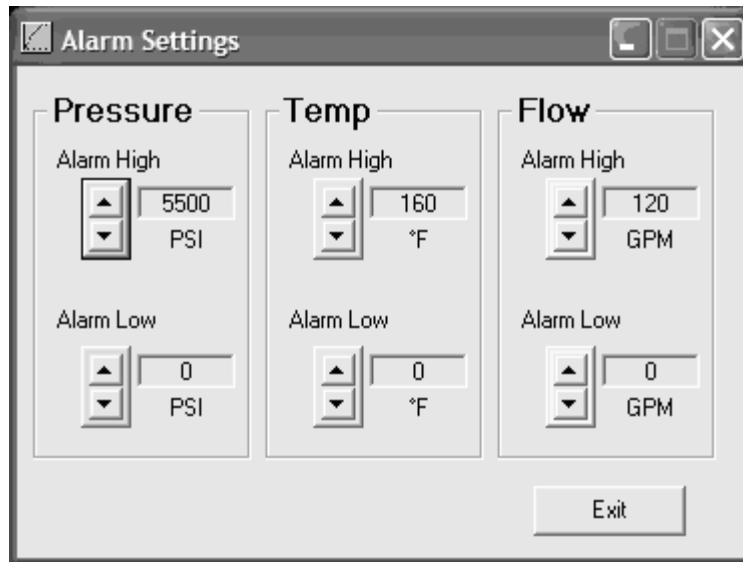 Alarm Settings
Pressure
Alarm High
5500
PSI
Alarm Low
0
PSI
Temp
Alarm High
160
°F
Alarm Low
0
°F
Flow
Alarm High
120
GPM
Alarm Low
0
GPM
Exit